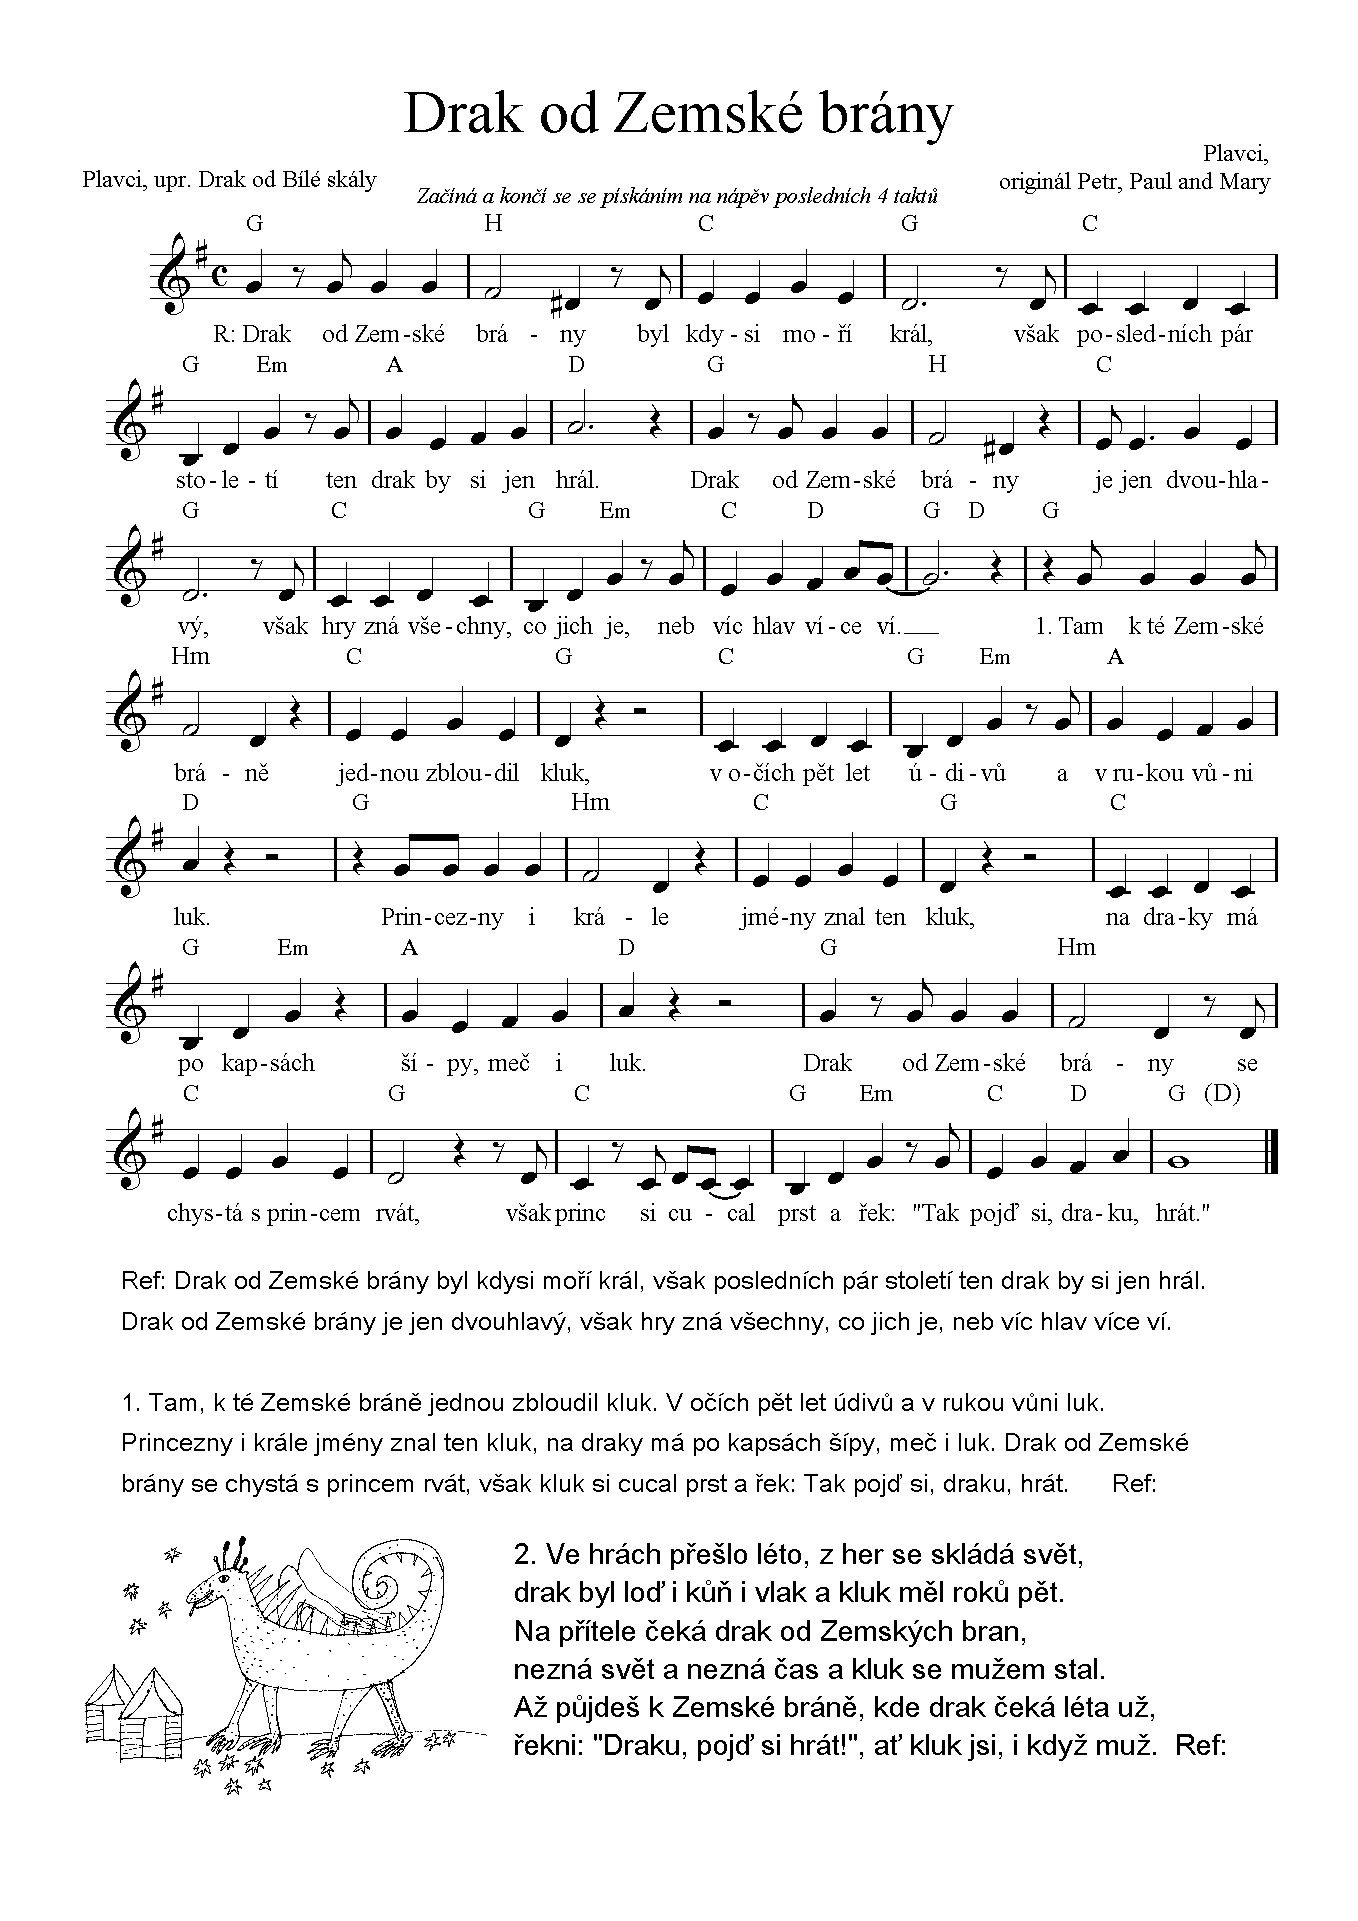 Drak od Zemské brány
Plavci,
Plavci, upr. Drak od Bílé skály
originál Petr, Paul and Mary
Začíná a končí se se pískáním na nápěv posledních 4 taktů
G H C G C
R: Drak od Zem-ské brá - ny byl kdy-si mo-ří král, však po-sled-ních pár
G Em A D G H C
sto-le-tí ten drak by si jen hrál. Drak od Zem-ské brá - ny je jen dvou-hla-
G C G Em C D G D G
vý, však hry zná vše-chny, co jich je, neb víc hlav ví-ce ví. 1. Tam k té Zem-ské
Hm C G C G Em A
brá - ně jed-nou zblou-dil kluk, v o-čích pět let ú-di-vů a v ru-kou vů-ni
D G Hm C G C
luk. Prin-cez-ny i krá - le jmé-ny znal ten kluk, na dra-ky má
G Em A D G Hm
po kap-sách ší-py, meč i luk. Drak od Zem-ské brá - ny se
C G C G Em C D G (D)
chys-tá s prin-cem rvát, však princ si cu - cal prst a řek: "Tak pojď si, dra-ku, hrát."
Ref: Drak od Zemské brány byl kdysi moří král, však posledních pár století ten drak by si jen hrál.
Drak od Zemské brány je jen dvouhlavý, však hry zná všechny, co jich je, neb víc hlav více ví.
1. Tam, k té Zemské bráně jednou zbloudil kluk. V očích pět let údivů a v rukou vůni luk.
Princezny i krále jmény znal ten kluk, na draky má po kapsách šípy, meč i luk. Drak od Zemské
brány se chystá s princem rvát, však kluk si cucal prst a řek: Tak pojď si, draku, hrát. Ref:
2. Ve hrách přešlo léto, z her se skládá svět,
drak byl loď i kůň i vlak a kluk měl roků pět.
Na přítele čeká drak od Zemských bran,
nezná svět a nezná čas a kluk se mužem stal.
Až půjdeš k Zemské bráně, kde drak čeká léta už,
řekni: "Draku, pojď si hrát!", ať kluk jsi, i když muž. Ref: